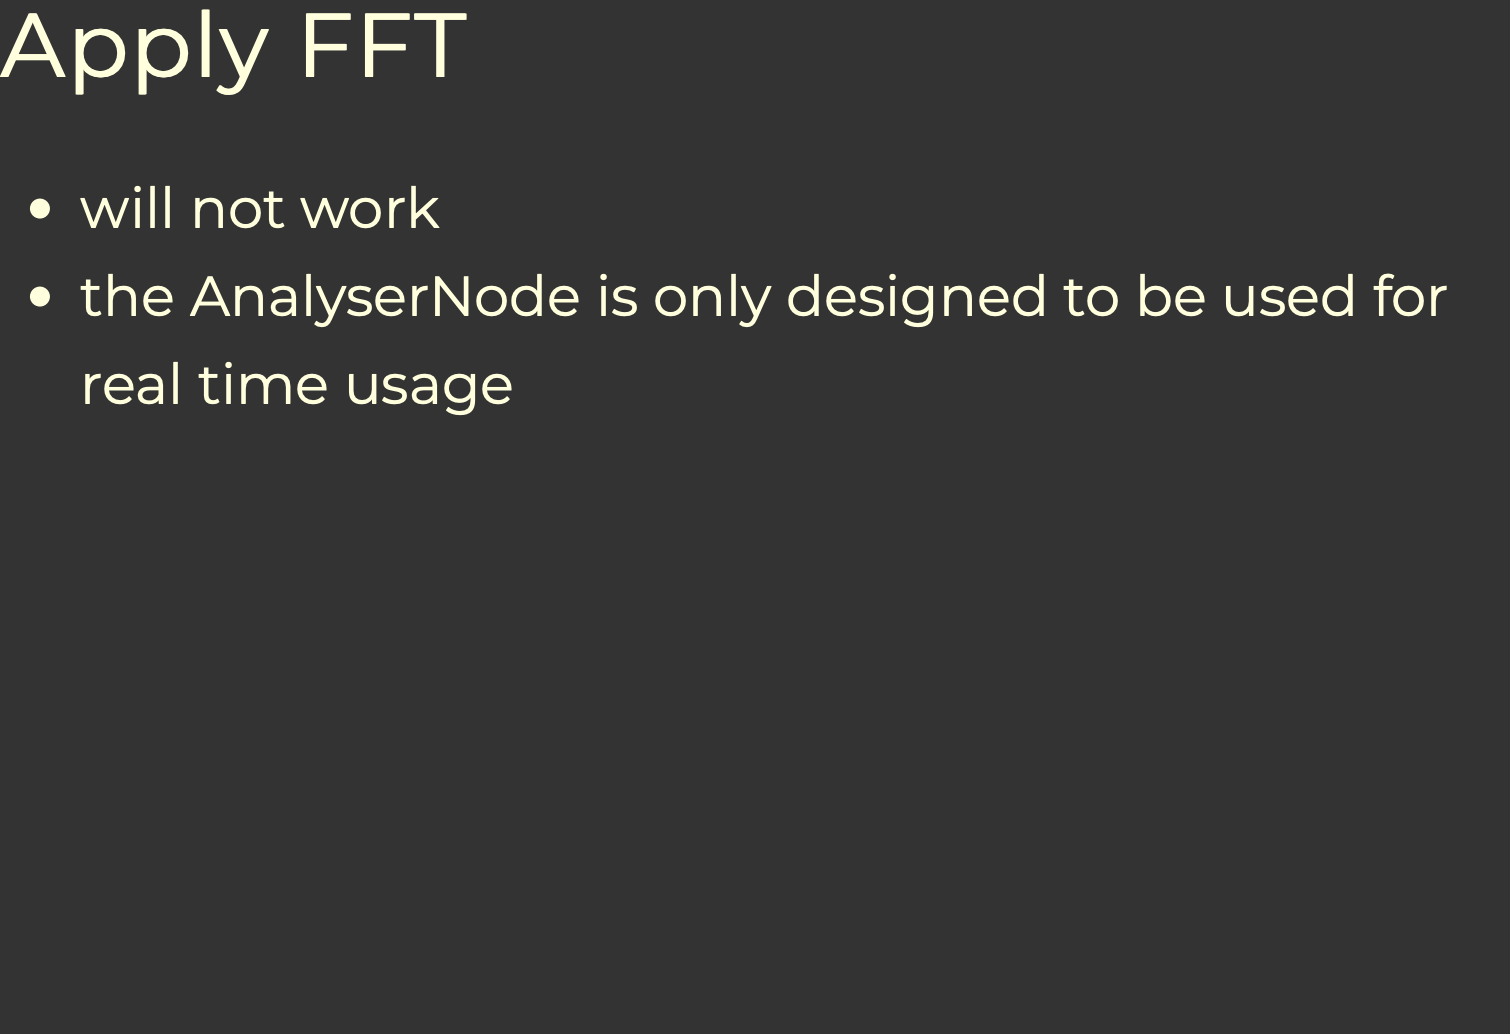 Apply FFT
• will not work
• the AnalyserNode is only designed to be used for
real time usage